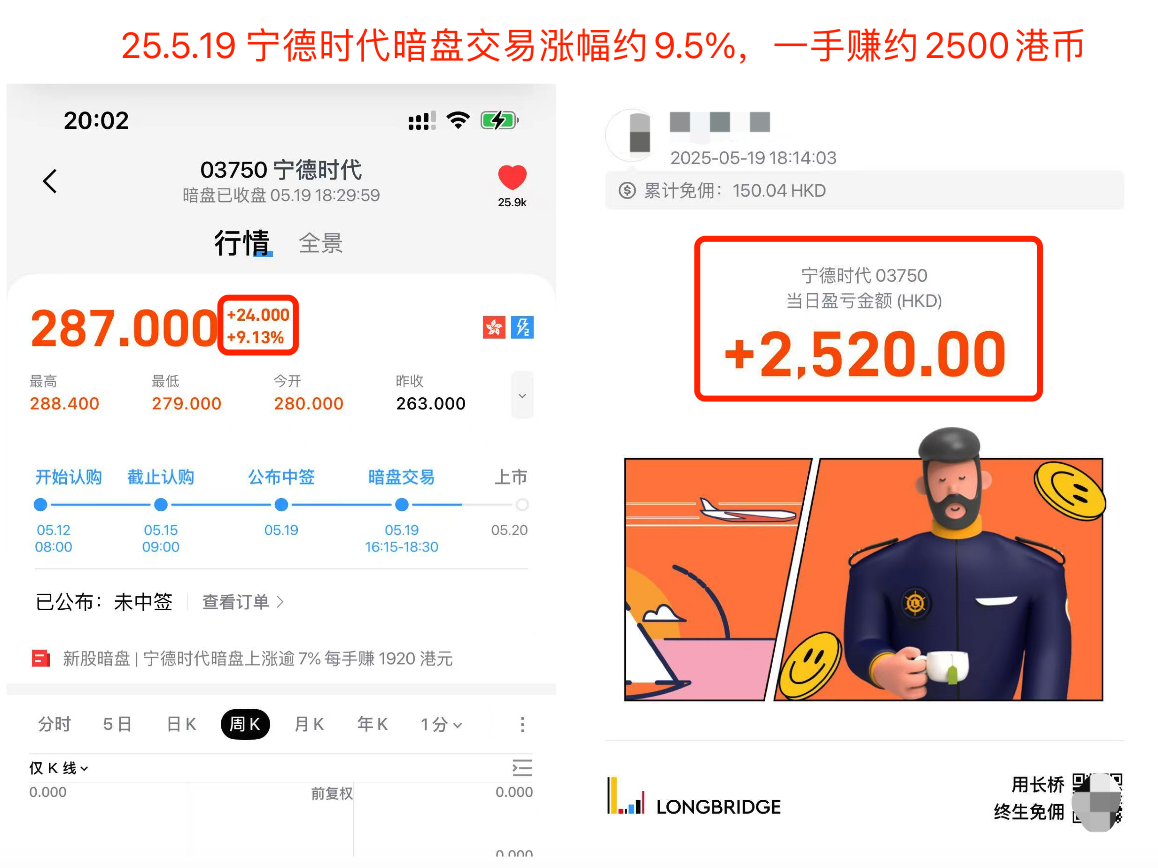 25.5.19 宁德时代暗盘交易涨幅约 9.5%，一手赚约 2500 港币
20:02
03750 宁德时代
暗盘已收盘 05.19 18:29:59
25.9k
行情 全景
287.000 +24.000
+9.13%
最高 最低 今开 昨收
288.400 279.000 280.000 263.000
开始认购 截止认购 公布中签 暗盘交易 上市
05.12 05.15 05.19 05.19 05.20
08:00 09:00 16:15-18:30
已公布：未中签 查看订单
新股暗盘 | 宁德时代暗盘上涨逾 7% 每手赚 1920 港元
分时 5日 日K 周K 月K 年K 1分
仅 K 线
0.000 前复权 0.000
0.000
2025-05-19 18:14:03
累计免佣：150.04 HKD
宁德时代 03750
当日盈亏金额 (HKD)
+2,520.00
LONGBRIDGE
用长桥
终生免佣